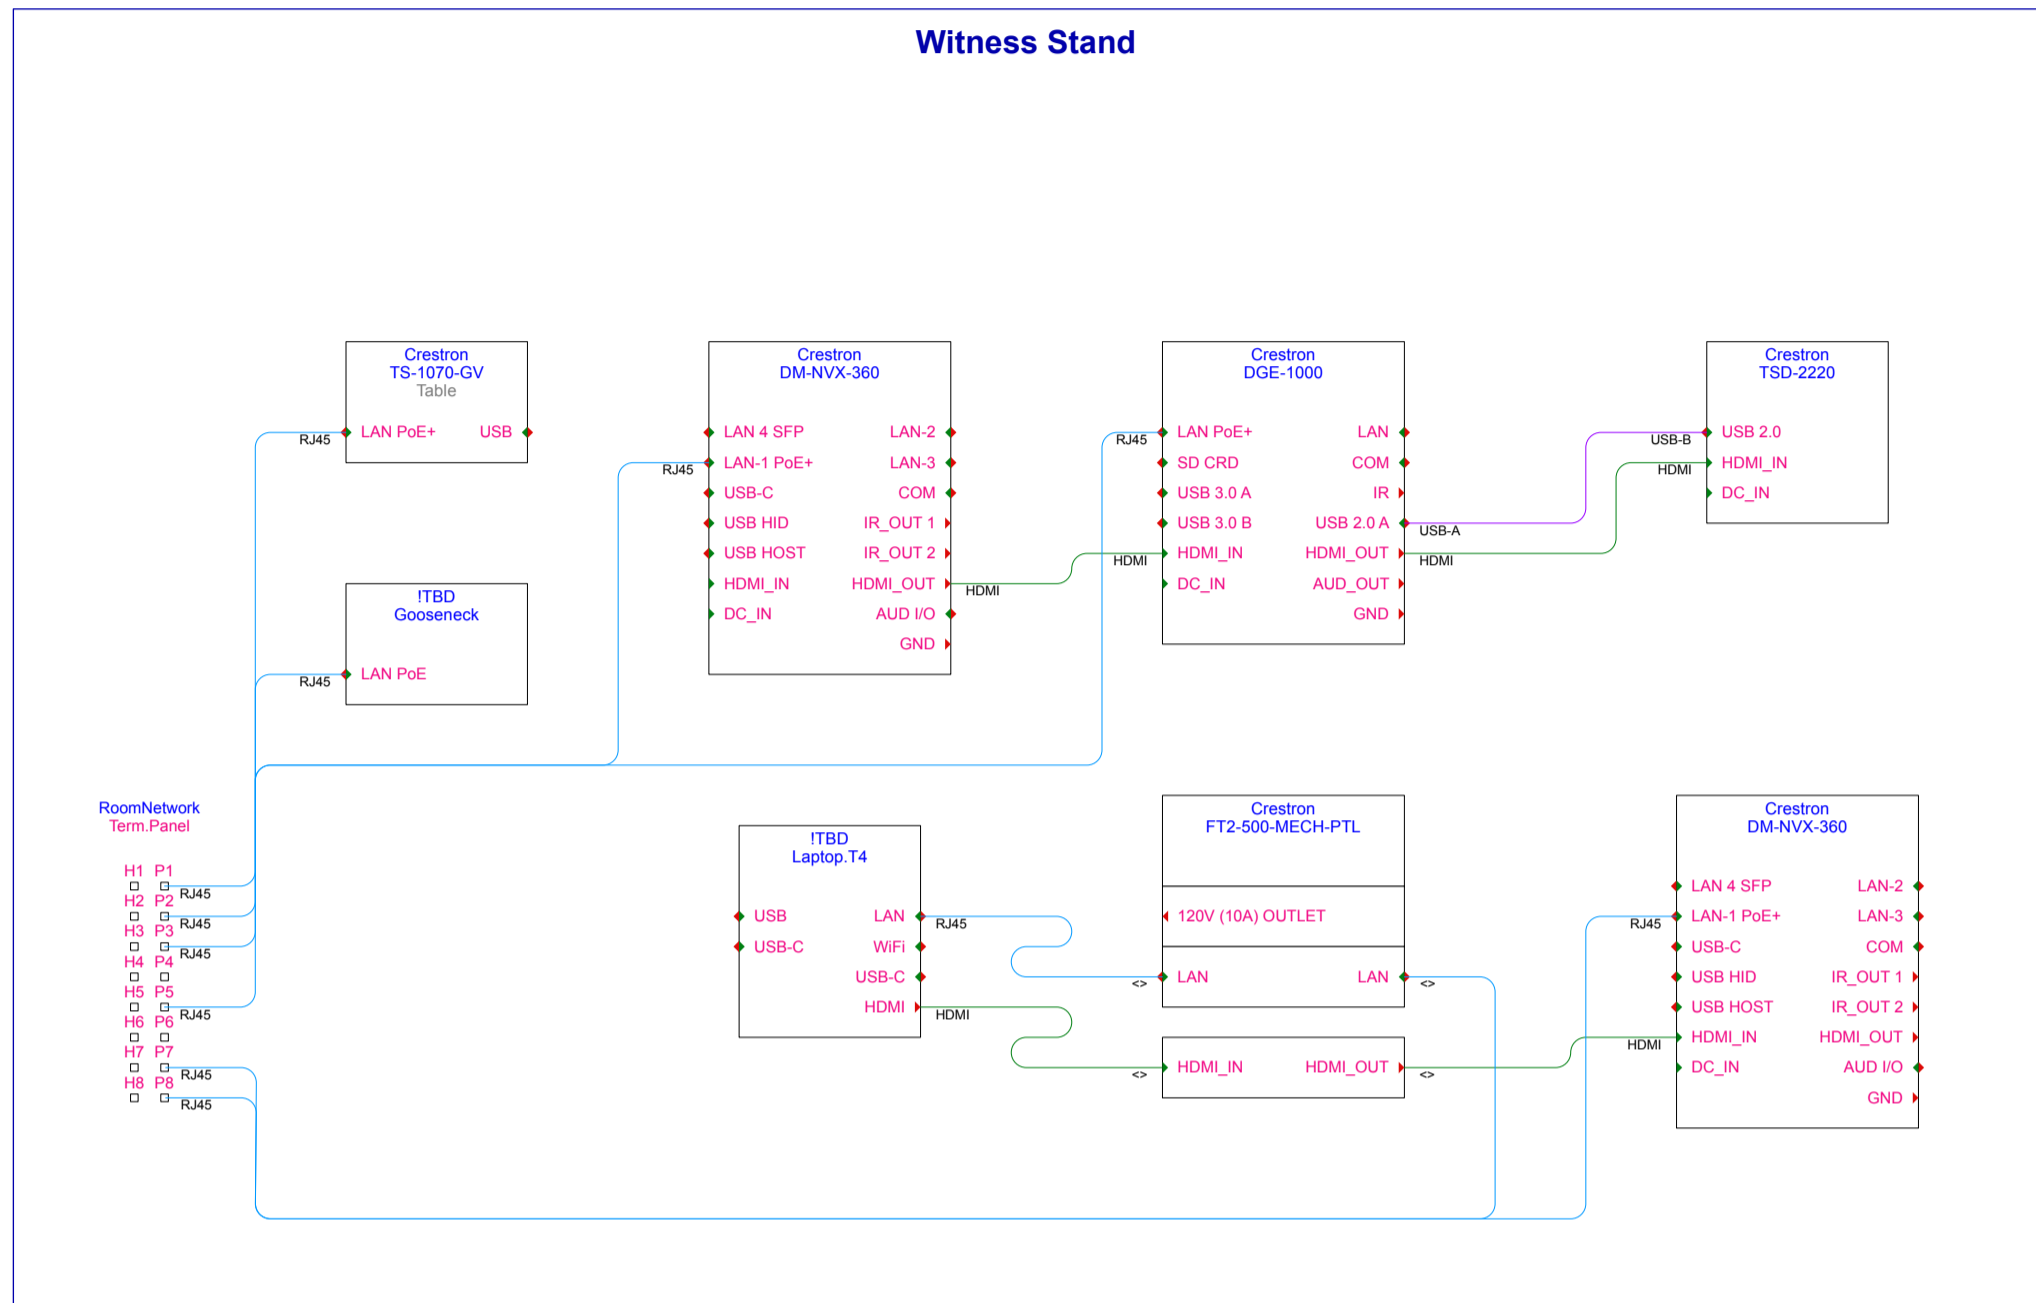 Witness Stand
Crestron
TS-1070-GV
Table
RJ45
LAN PoE+
USB
Crestron
DM-NVX-360
LAN 4 SFP
LAN-2
RJ45
LAN-1 PoE+
LAN-3
USB-C
COM
USB HID
IR_OUT 1
USB HOST
IR_OUT 2
HDMI_IN
HDMI_OUT
HDMI
DC_IN
AUD I/O
GND
Crestron
DGE-1000
RJ45
LAN PoE+
LAN
SD CRD
COM
USB 3.0 A
IR
USB 3.0 B
USB 2.0 A
USB-A
HDMI
HDMI_IN
HDMI_OUT
HDMI
DC_IN
AUD_OUT
GND
Crestron
TSD-2220
USB-B
USB 2.0
HDMI
HDMI_IN
DC_IN
!TBD
Gooseneck
RJ45
LAN PoE
RoomNetwork
Term.Panel
H1 P1
RJ45
H2 P2
RJ45
H3 P3
RJ45
H4 P4
H5 P5
RJ45
H6 P6
H7 P7
RJ45
H8 P8
RJ45
!TBD
Laptop.T4
USB
LAN
RJ45
USB-C
WiFi
USB-C
HDMI
HDMI
Crestron
FT2-500-MECH-PTL
120V (10A) OUTLET
<>
LAN
LAN
<>
<>
HDMI_IN
HDMI_OUT
<>
Crestron
DM-NVX-360
LAN 4 SFP
LAN-2
RJ45
LAN-1 PoE+
LAN-3
USB-C
COM
USB HID
IR_OUT 1
USB HOST
IR_OUT 2
HDMI
HDMI_IN
HDMI_OUT
DC_IN
AUD I/O
GND